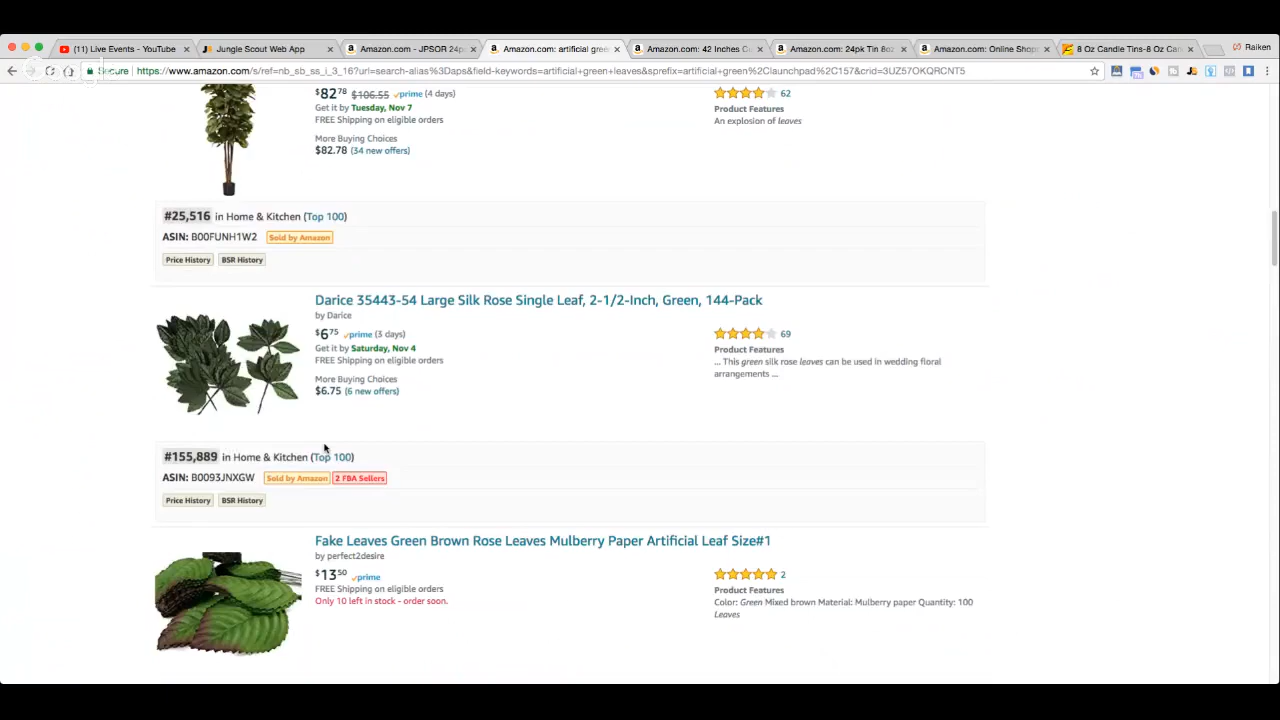 (11) Live Events - YouTube
Jungle Scout Web App
Amazon.com - JPSOR 24p
Amazon.com: artificial gree
Amazon.com: 42 Inches C
Amazon.com: 24pk Tin 8oz
Amazon.com: Online Shop
8 Oz Candle Tins-8 Oz Can
Raiken
Secure
https://www.amazon.com/s/ref=nb_sb_ss_i_3_16?url=search-alias%3Daps&field-keywords=artificial+green+leaves&sprefix=artificial+green%2Claunchpad%2C157&crid=3UZ57OKQRCNT5
$82.78 $106.55 prime (4 days)
62
Get it by Tuesday, Nov 7
Product Features
FREE Shipping on eligible orders
An explosion of leaves
More Buying Choices
$82.78 (34 new offers)
#25,516 in Home & Kitchen (Top 100)
ASIN: B00FUNH1W2 Sold by Amazon
Price History BSR History
Darice 35443-54 Large Silk Rose Single Leaf, 2-1/2-Inch, Green, 144-Pack
by Darice
$6.75 prime (3 days)
69
Get it by Saturday, Nov 4
Product Features
FREE Shipping on eligible orders
... This green silk rose leaves can be used in wedding floral
arrangements ...
More Buying Choices
$6.75 (6 new offers)
#155,889 in Home & Kitchen (Top 100)
ASIN: B0093JNXGW Sold by Amazon 2 FBA Sellers
Price History BSR History
Fake Leaves Green Brown Rose Leaves Mulberry Paper Artificial Leaf Size#1
by perfect2desire
$13.50 prime
2
FREE Shipping on eligible orders
Product Features
Only 10 left in stock - order soon.
Color: Green Mixed brown Material: Mulberry paper Quantity: 100
Leaves